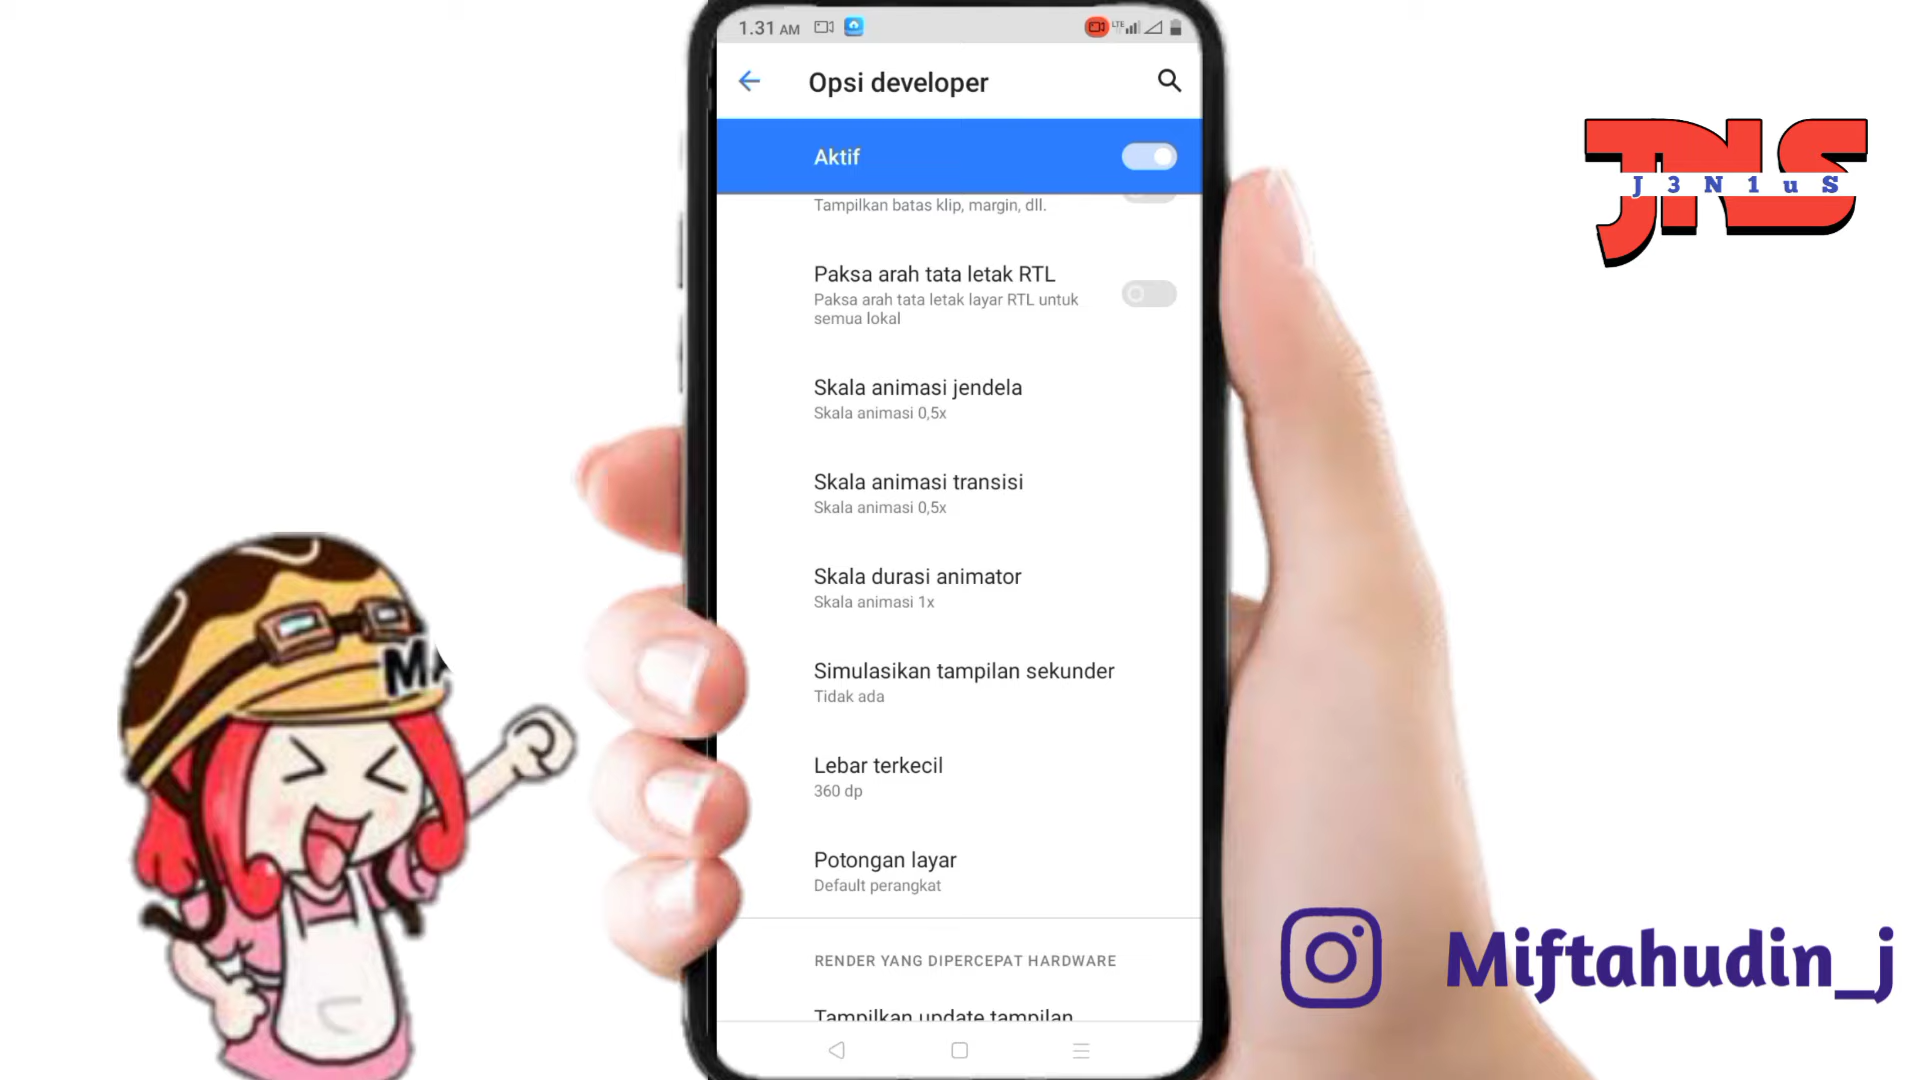 1.31 AM
LTE
Opsi developer
Aktif
Tampilkan batas klip, margin, dll.
Paksa arah tata letak RTL
Paksa arah tata letak layar RTL untuk
semua lokal
Skala animasi jendela
Skala animasi 0,5x
Skala animasi transisi
Skala animasi 0,5x
Skala durasi animator
Skala animasi 1x
Simulasikan tampilan sekunder
Tidak ada
Lebar terkecil
360 dp
Potongan layar
Default perangkat
RENDER YANG DIPERCEPAT HARDWARE
Tampilkan update tampilan
JNS
J3N1uS
Miftahudin_j